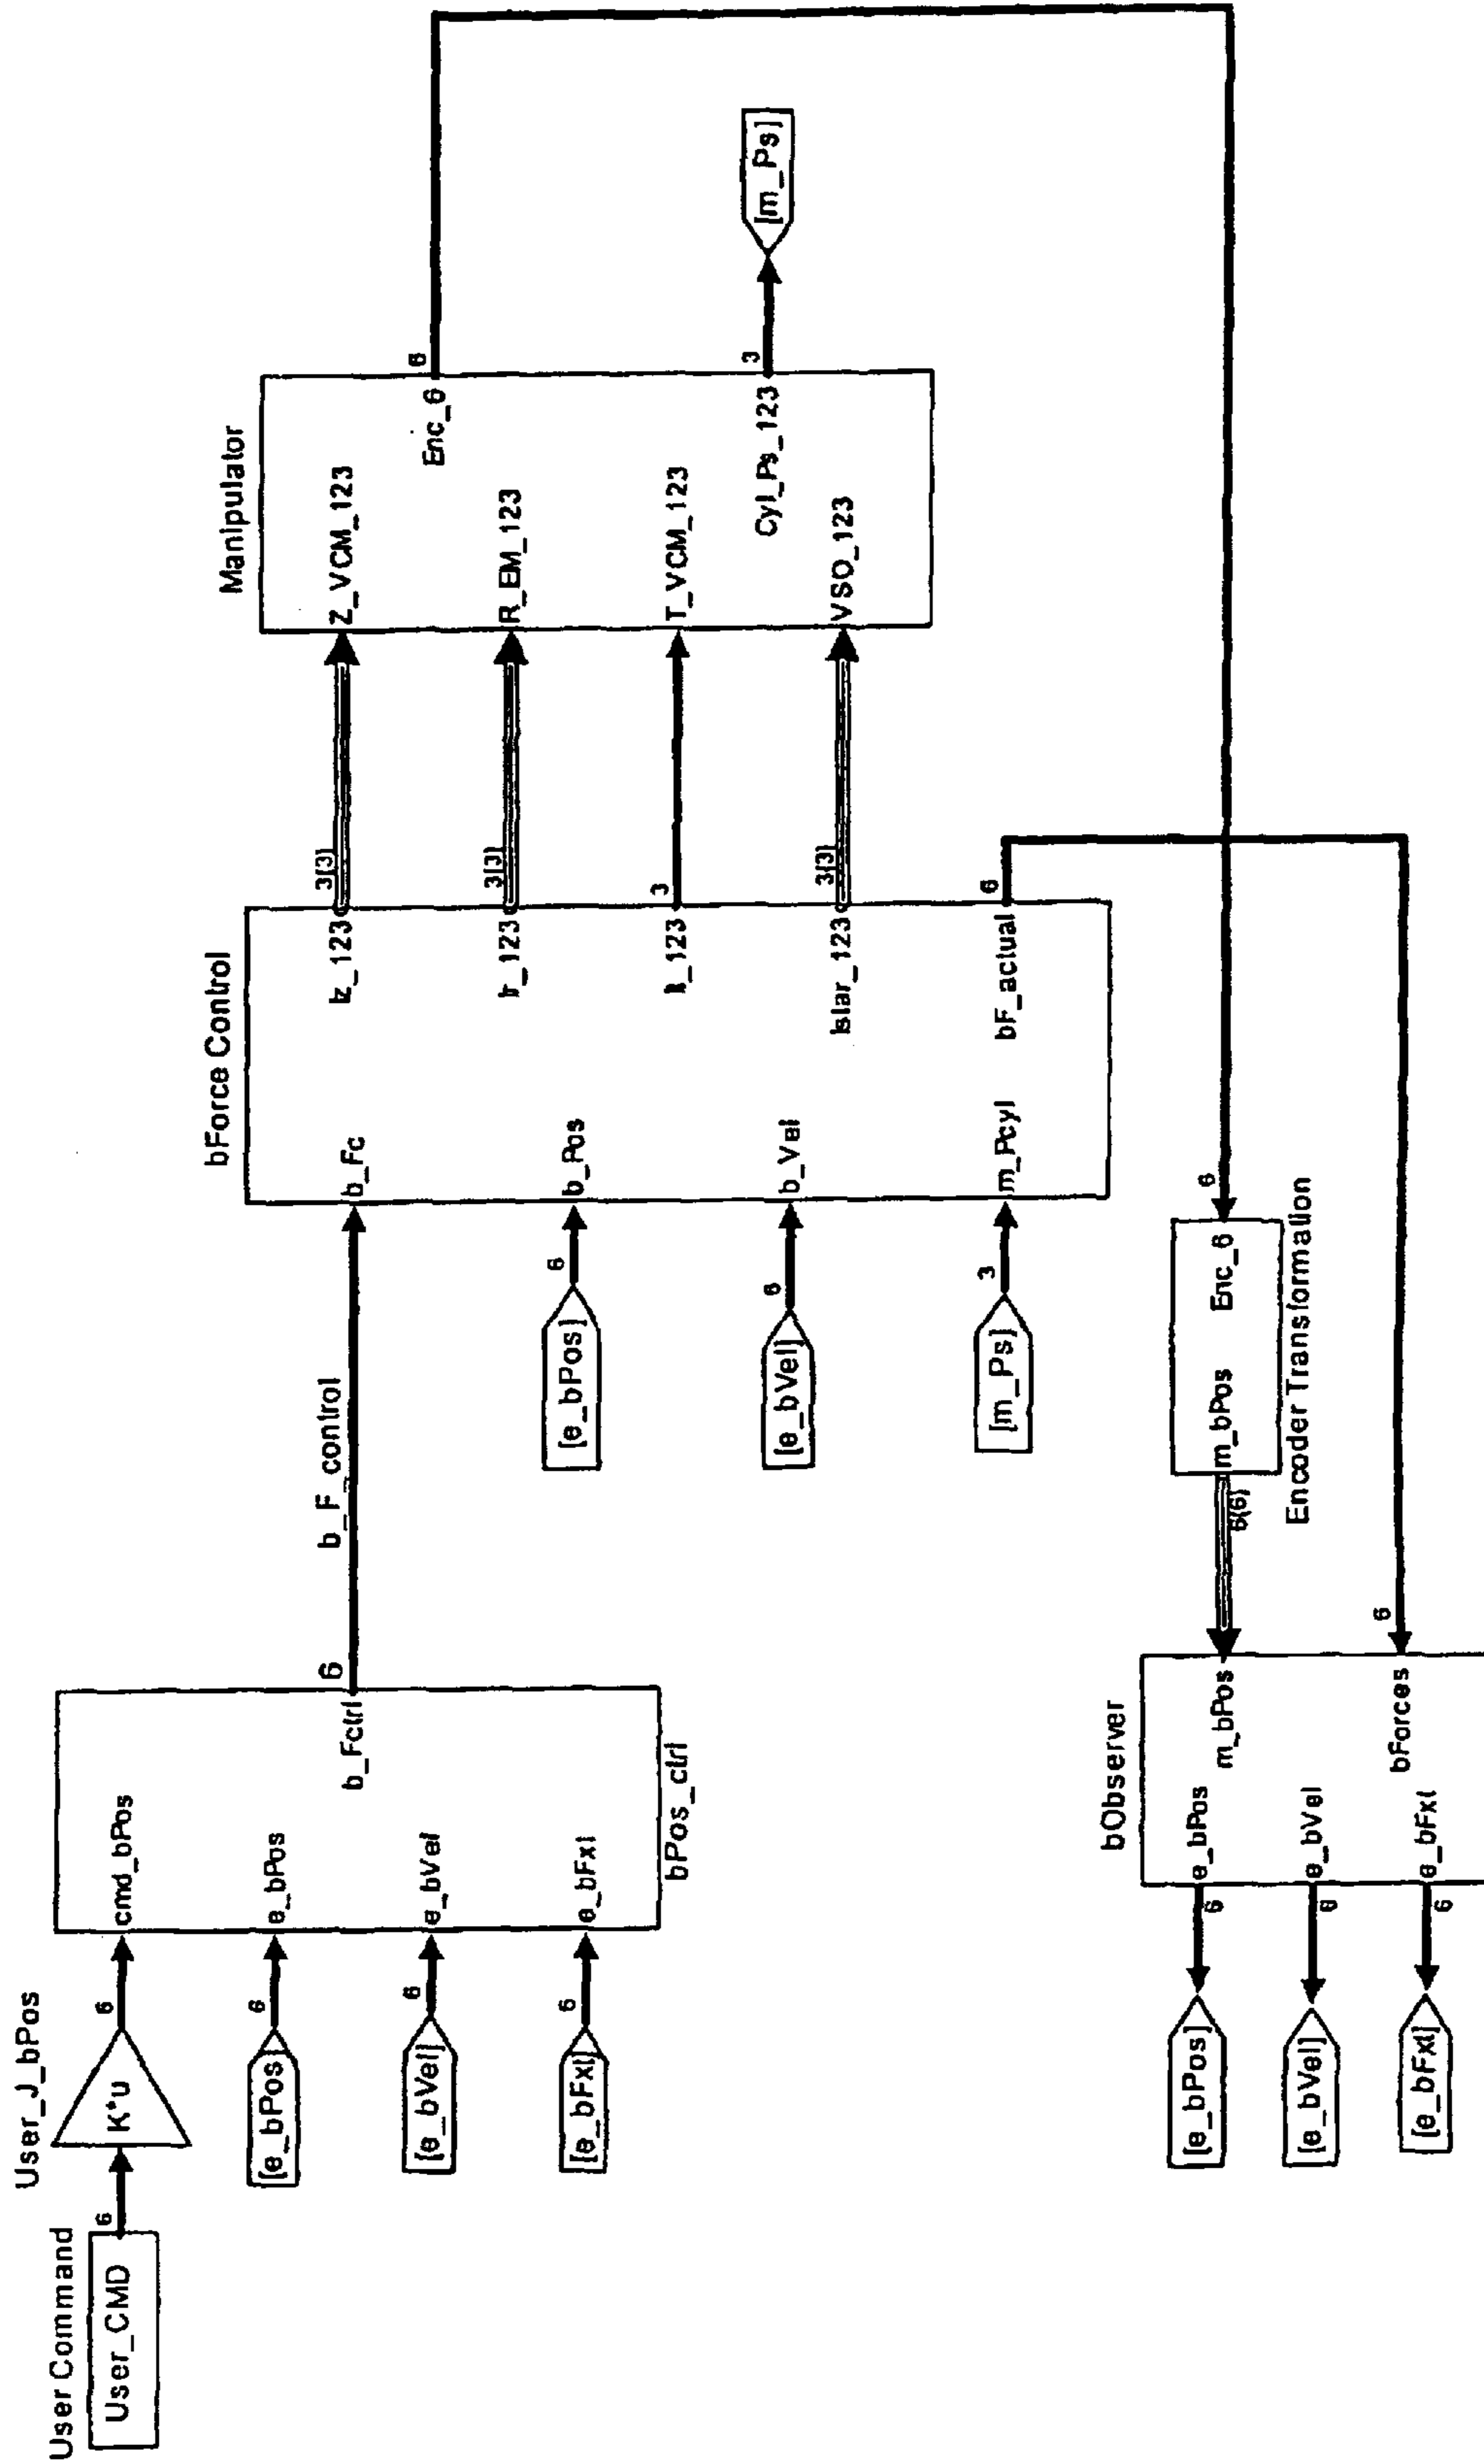 User Command
User_CMD
6
User_J_bPos
K*u
6
cmd_bPos
[e_bPos]
6
e_bPos
[e_bVel]
6
e_bVel
[e_bFxt]
6
e_bFxt
b_Fctrl
6
bPos_ctrl
b_F_control
bForce Control
b_Fc
[e_bPos]
6
b_Pos
[e_bVel]
6
b_Vel
[m_Ps]
3
m_Pcyl
Iz_123
3{3}
Ir_123
3{3}
It_123
3
Istar_123
3{3}
bF_actual
6
Manipulator
Z_VCM_123
R_EM_123
T_VCM_123
VSO_123
Enc_6
6
Cyl_Ps_123
3
[m_Ps]
bObserver
[e_bPos]
6
e_bPos
m_bPos
[e_bVel]
6
e_bVel
[e_bFxt]
6
e_bFxt
bForces
6
6{6}
m_bPos
Enc_6
6
Encoder Transformation